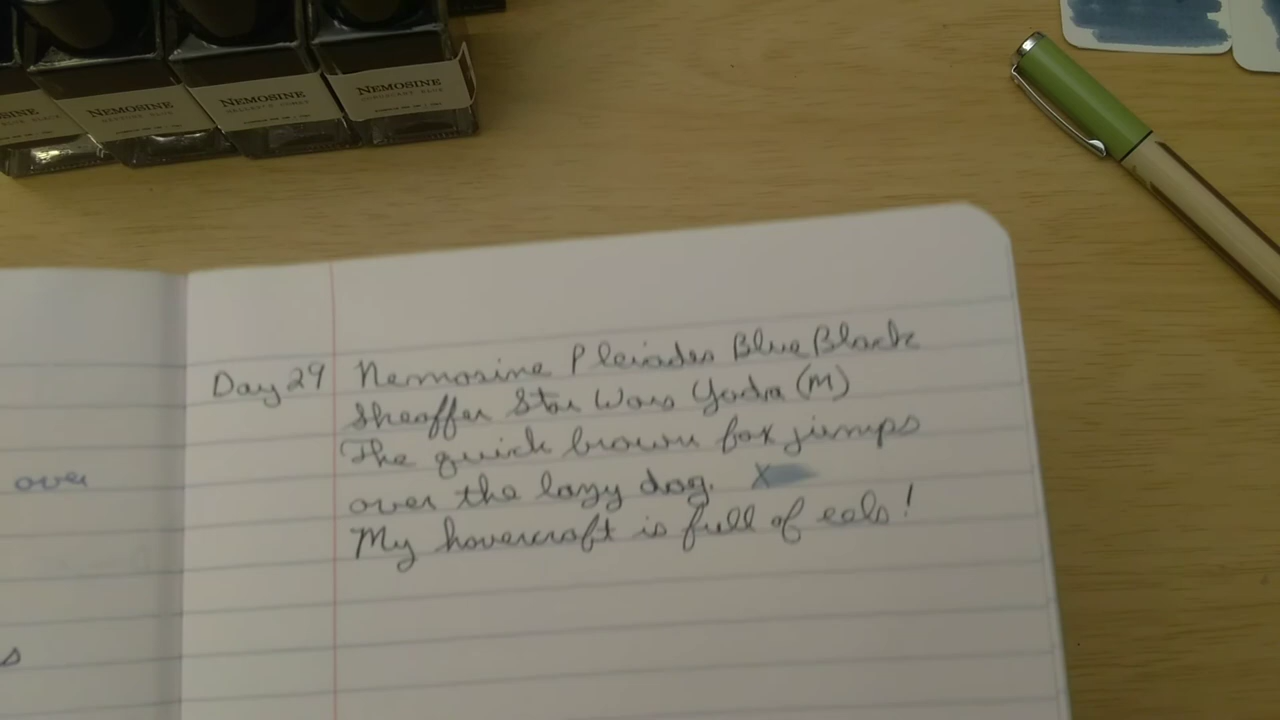 NEMOSINE
NEMOSINE
NEMOSINE
over
s
Day 29 Nemosine Pleiades Blue Black
Sheaffer Star Wars Yoda (M)
The quick brown fox jumps
over the lazy dog. X
My hovercraft is full of eels!